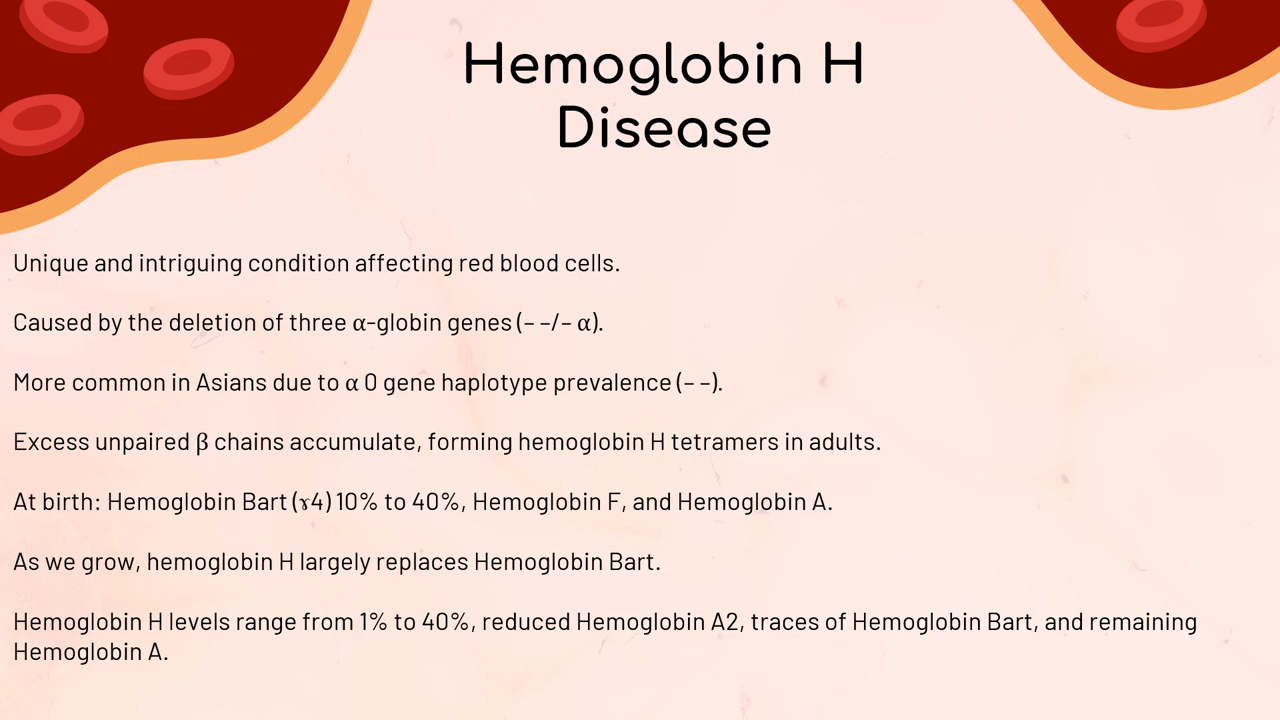 Hemoglobin H
Disease
Unique and intriguing condition affecting red blood cells.
Caused by the deletion of three α-globin genes (– –/– α).
More common in Asians due to α 0 gene haplotype prevalence (– –).
Excess unpaired β chains accumulate, forming hemoglobin H tetramers in adults.
At birth: Hemoglobin Bart (ɤ4) 10% to 40%, Hemoglobin F, and Hemoglobin A.
As we grow, hemoglobin H largely replaces Hemoglobin Bart.
Hemoglobin H levels range from 1% to 40%, reduced Hemoglobin A2, traces of Hemoglobin Bart, and remaining
Hemoglobin A.